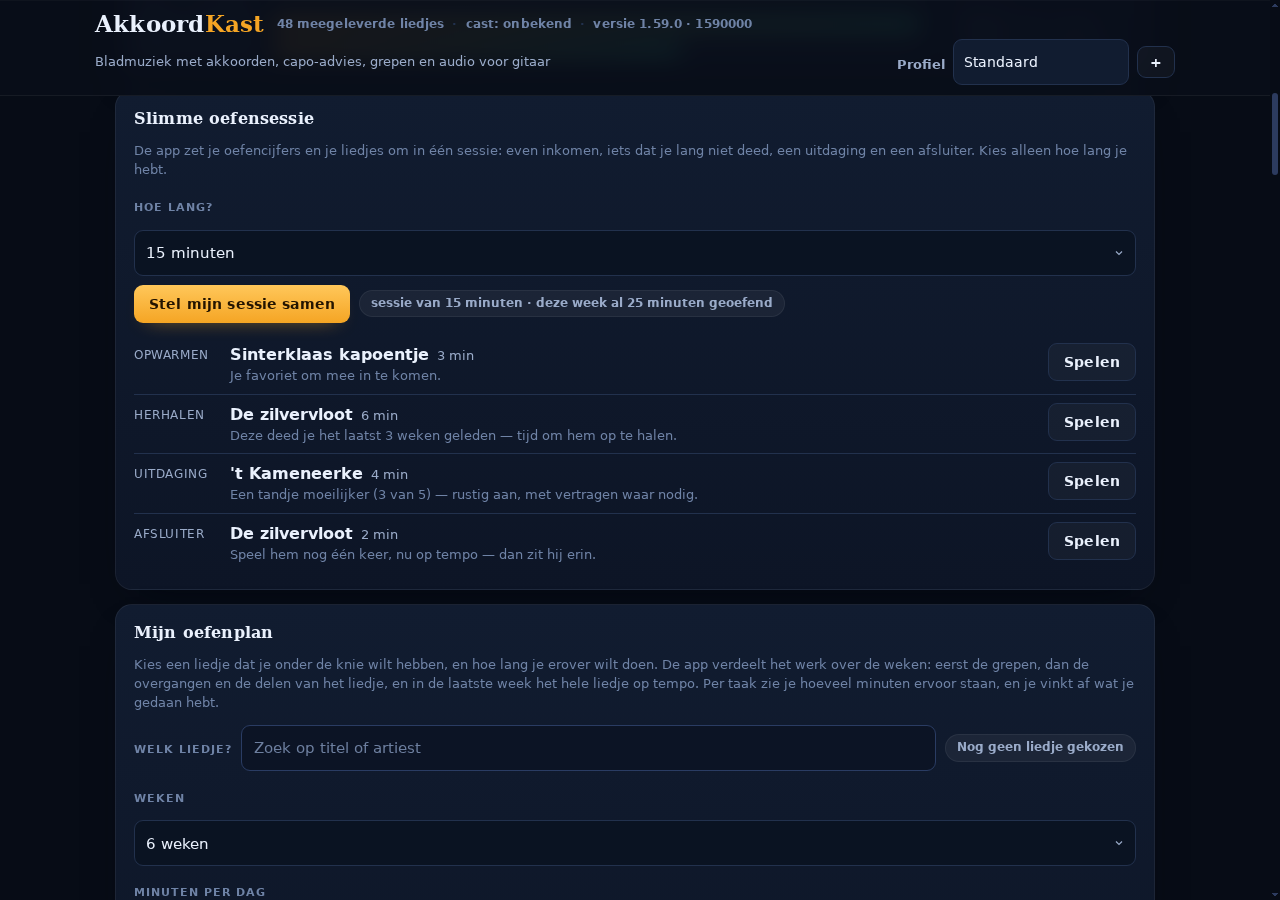 AkkoordKast 48 meegeleverde liedjes · cast: onbekend · versie 1.59.0 · 1590000
Bladmuziek met akkoorden, capo-advies, grepen en audio voor gitaar
Profiel Standaard +
Slimme oefensessie
De app zet je oefencijfers en je liedjes om in één sessie: even inkomen, iets dat je lang niet deed, een uitdaging en een afsluiter. Kies alleen hoe lang je
hebt.
HOE LANG?
15 minuten
Stel mijn sessie samen sessie van 15 minuten · deze week al 25 minuten geoefend
OPWARMEN Sinterklaas kapoentje 3 min Spelen
Je favoriet om mee in te komen.
HERHALEN De zilvervloot 6 min Spelen
Deze deed je het laatst 3 weken geleden — tijd om hem op te halen.
UITDAGING 't Kameneerke 4 min Spelen
Een tandje moeilijker (3 van 5) — rustig aan, met vertragen waar nodig.
AFSLUITER De zilvervloot 2 min Spelen
Speel hem nog één keer, nu op tempo — dan zit hij erin.
Mijn oefenplan
Kies een liedje dat je onder de knie wilt hebben, en hoe lang je erover wilt doen. De app verdeelt het werk over de weken: eerst de grepen, dan de
overgangen en de delen van het liedje, en in de laatste week het hele liedje op tempo. Per taak zie je hoeveel minuten ervoor staan, en je vinkt af wat je
gedaan hebt.
WELK LIEDJE? Zoek op titel of artiest Nog geen liedje gekozen
WEKEN
6 weken
MINUTEN PER DAG